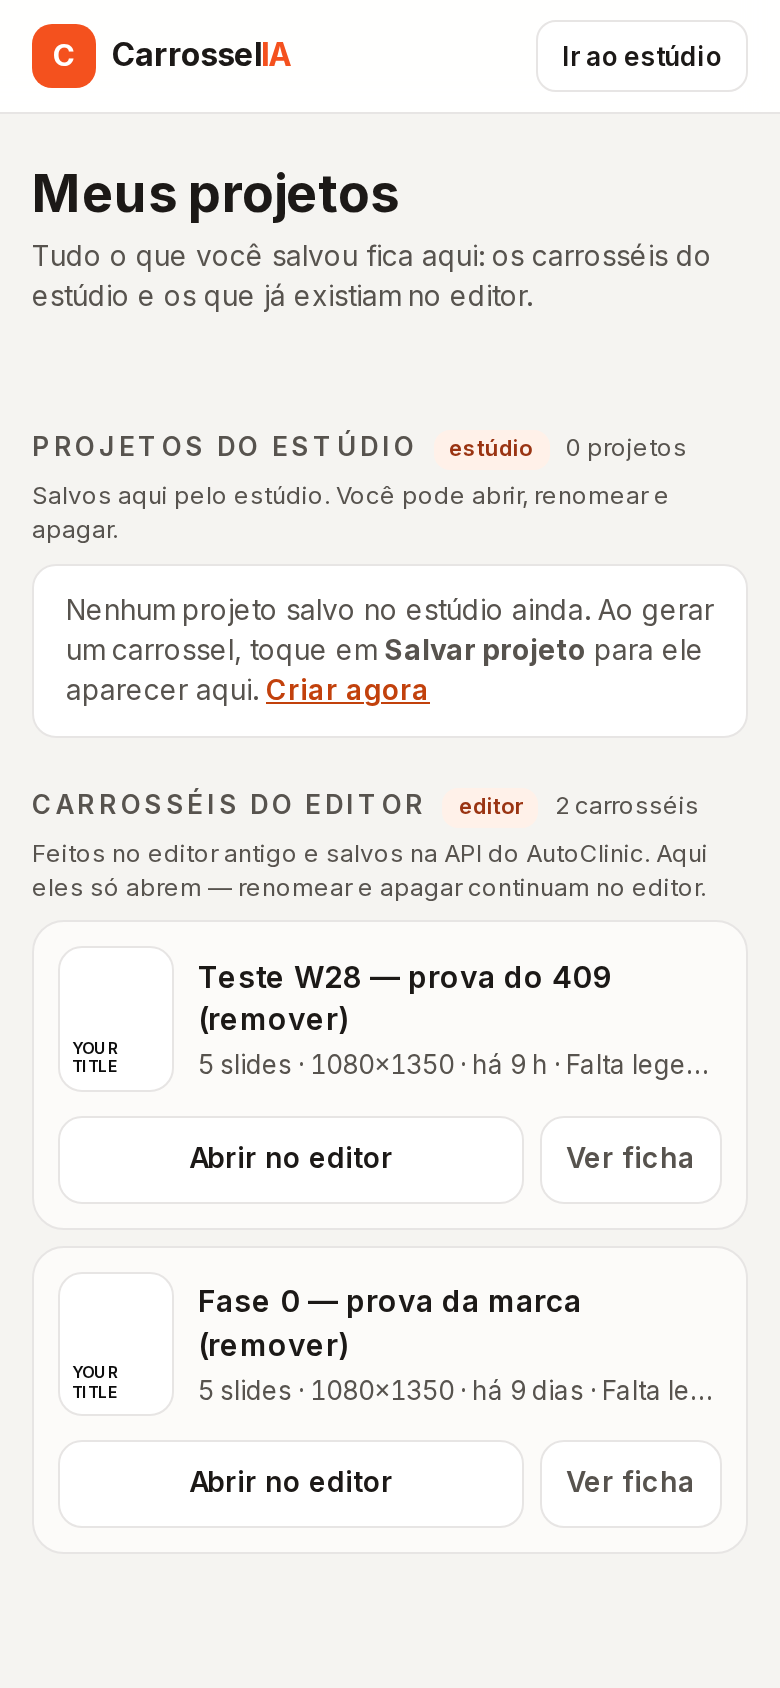 C CarrosselIA Ir ao estúdio
Meus projetos
Tudo o que você salvou fica aqui: os carrosséis do
estúdio e os que já existiam no editor.
PROJETOS DO ESTÚDIO estúdio 0 projetos
Salvos aqui pelo estúdio. Você pode abrir, renomear e
apagar.
Nenhum projeto salvo no estúdio ainda. Ao gerar
um carrossel, toque em Salvar projeto para ele
aparecer aqui. Criar agora
CARROSSÉIS DO EDITOR editor 2 carrosséis
Feitos no editor antigo e salvos na API do AutoClinic. Aqui
eles só abrem — renomear e apagar continuam no editor.
YOUR
TITLE
Teste W28 — prova do 409
(remover)
5 slides · 1080×1350 · há 9 h · Falta lege…
Abrir no editor Ver ficha
YOUR
TITLE
Fase 0 — prova da marca
(remover)
5 slides · 1080×1350 · há 9 dias · Falta le…
Abrir no editor Ver ficha